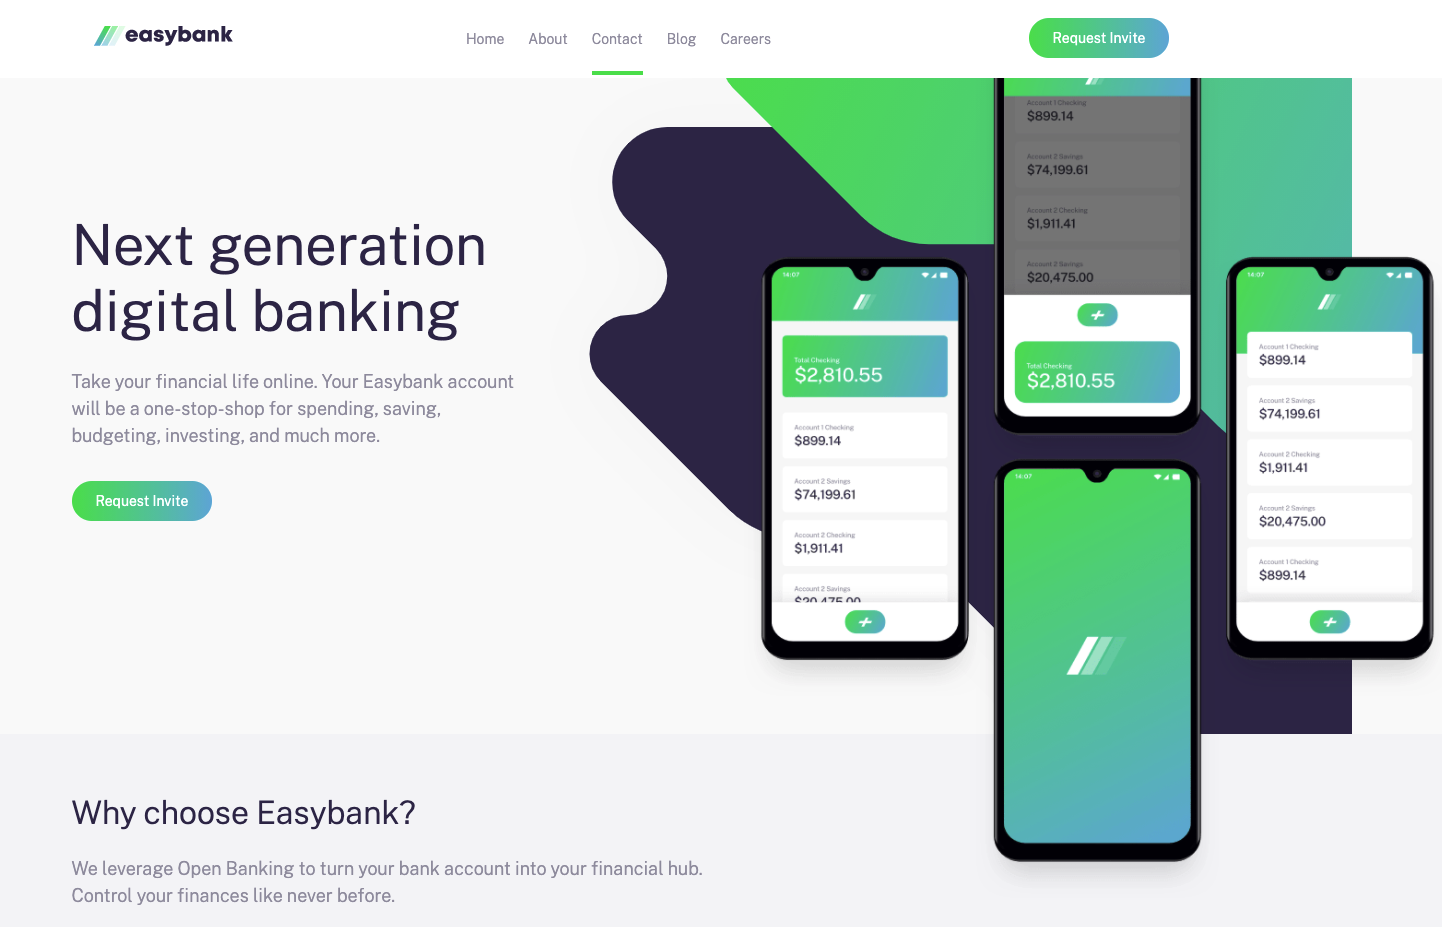 easybank
Home
About
Contact
Blog
Careers
Request Invite
Next generation
digital banking
Take your financial life online. Your Easybank account
will be a one-stop-shop for spending, saving,
budgeting, investing, and much more.
Request Invite
14:07
Total Checking
$2,810.55
Account 1 Checking
$899.14
Account 2 Savings
$74,199.61
Account 2 Checking
$1,911.41
Account 2 Savings
$20,475.00
Account 1 Checking
$899.14
Account 2 Savings
$74,199.61
Account 2 Checking
$1,911.41
Account 2 Savings
$20,475.00
Total Checking
$2,810.55
14:07
14:07
Account 1 Checking
$899.14
Account 2 Savings
$74,199.61
Account 2 Checking
$1,911.41
Account 2 Savings
$20,475.00
Account 1 Checking
$899.14
Why choose Easybank?
We leverage Open Banking to turn your bank account into your financial hub.
Control your finances like never before.